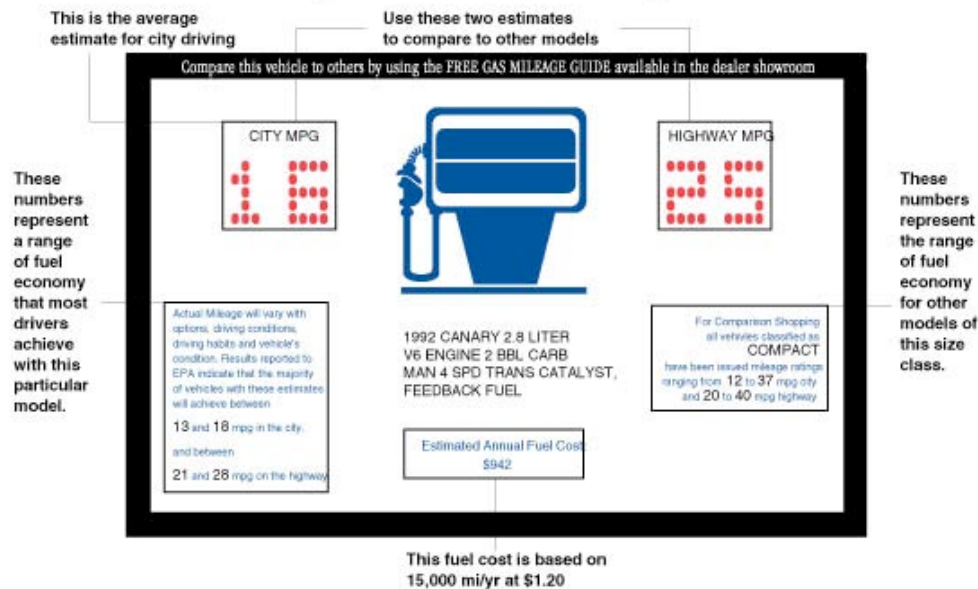 This is the average
estimate for city driving
Use these two estimates
to compare to other models
Compare this vehicle to others by using the FREE GAS MILEAGE GUIDE available in the dealer showroom
CITY MPG
16
HIGHWAY MPG
25
These
numbers
represent
a range
of fuel
economy
that most
drivers
achieve
with this
particular
model.
Actual Mileage will vary with
options, driving conditions,
driving habits and vehicle's
condition. Results reported to
EPA indicate that the majority
of vehicles with these estimates
will achieve between
13 and 18 mpg in the city.
and between
21 and 28 mpg on the highway
1992 CANARY 2.8 LITER
V6 ENGINE 2 BBL CARB
MAN 4 SPD TRANS CATALYST,
FEEDBACK FUEL
Estimated Annual Fuel Cost:
$942
For Comparison Shopping
all vehivles classified as
COMPACT
have been issued mileage ratings
ranging from 12 to 37 mpg city
and 20 to 40 mpg highway
These
numbers
represent
the range
of fuel
economy
for other
models of
this size
class.
This fuel cost is based on
15,000 mi/yr at $1.20